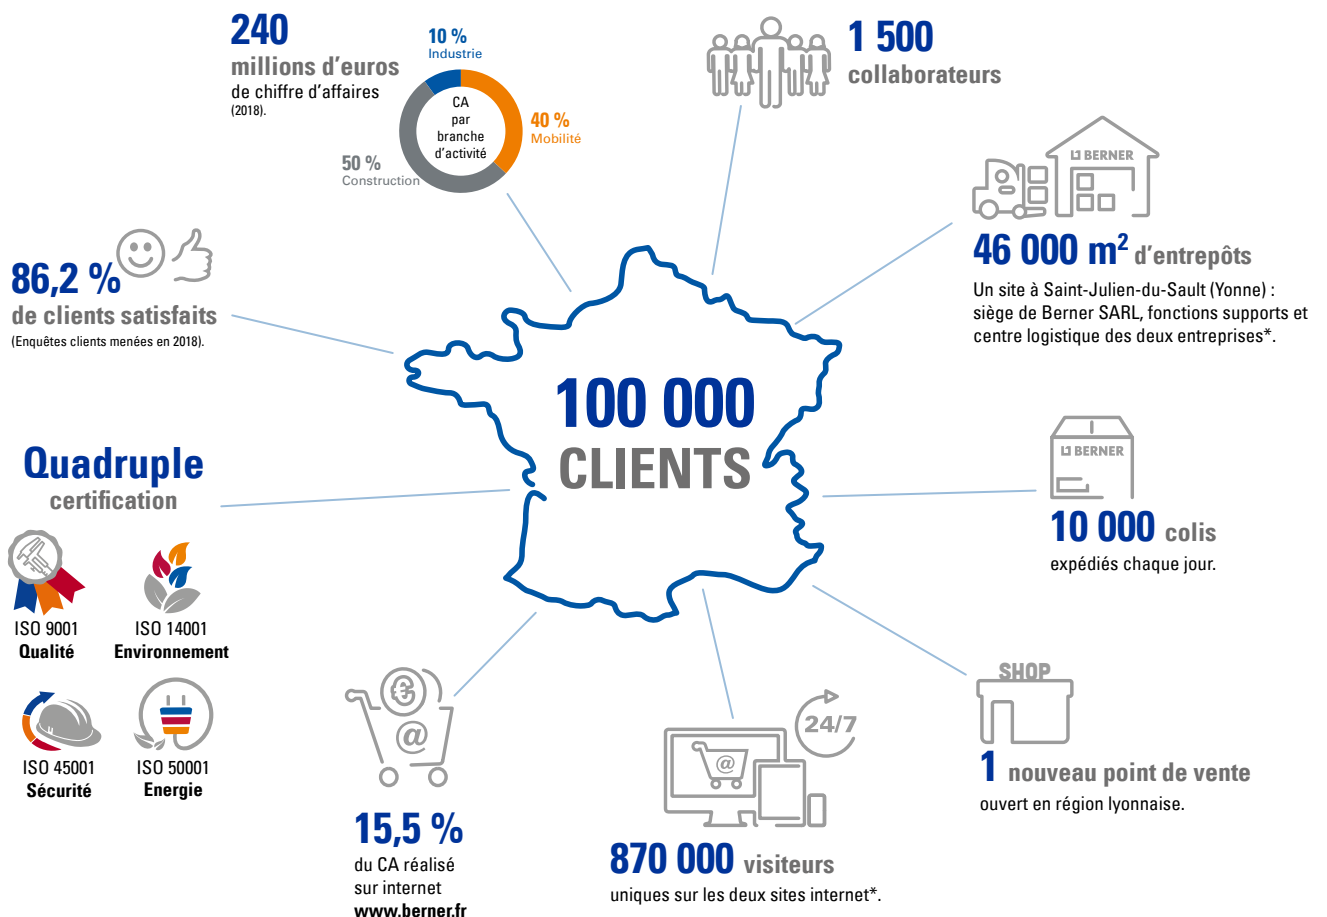 240
millions d'euros
de chiffre d'affaires
(2018).
10 %
Industrie
CA
par
branche
d'activité
40 %
Mobilité
50 %
Construction
1 500
collaborateurs
BERNER
46 000 m² d'entrepôts
Un site à Saint-Julien-du-Sault (Yonne) :
siège de Berner SARL, fonctions supports et
centre logistique des deux entreprises*.
86,2 %
de clients satisfaits
(Enquêtes clients menées en 2018).
100 000
CLIENTS
Quadruple
certification
ISO 9001
Qualité
ISO 14001
Environnement
ISO 45001
Sécurité
ISO 50001
Energie
BERNER
10 000 colis
expédiés chaque jour.
SHOP
1 nouveau point de vente
ouvert en région lyonnaise.
€
@
15,5 %
du CA réalisé
sur internet
www.berner.fr
24/7
@
870 000 visiteurs
uniques sur les deux sites internet*.